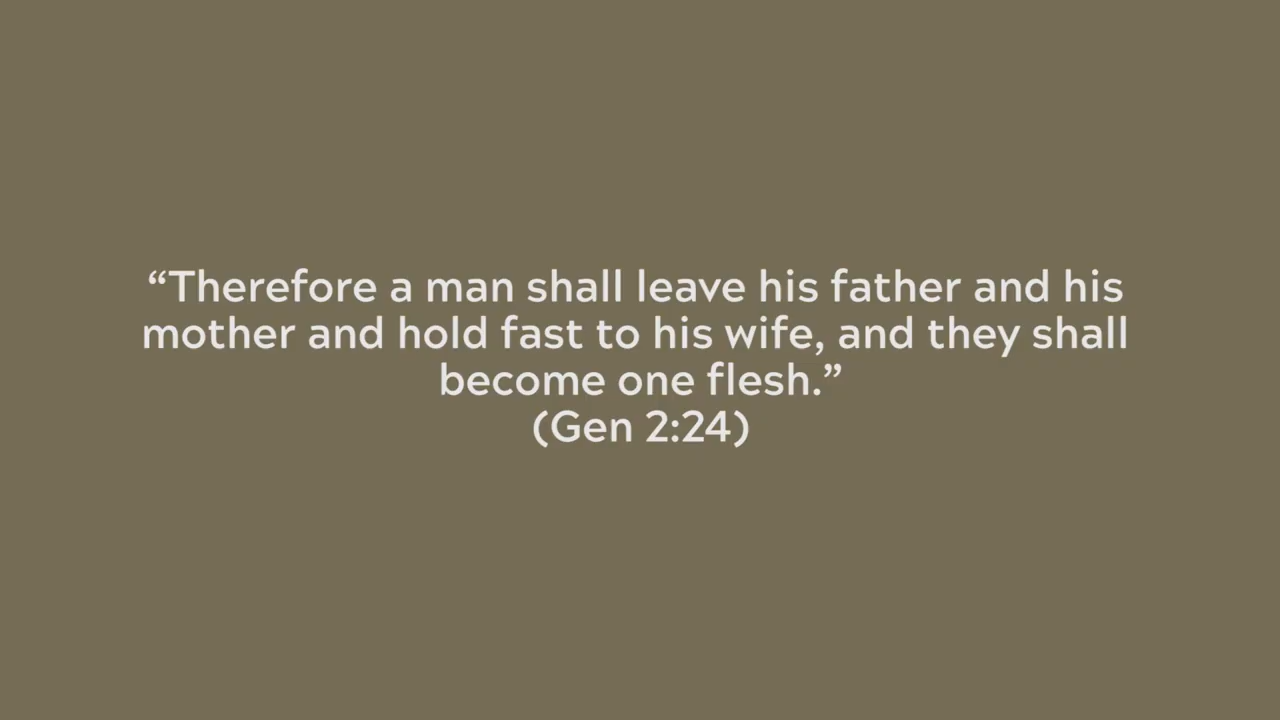 “Therefore a man shall leave his father and his
mother and hold fast to his wife, and they shall
become one flesh.”
(Gen 2:24)